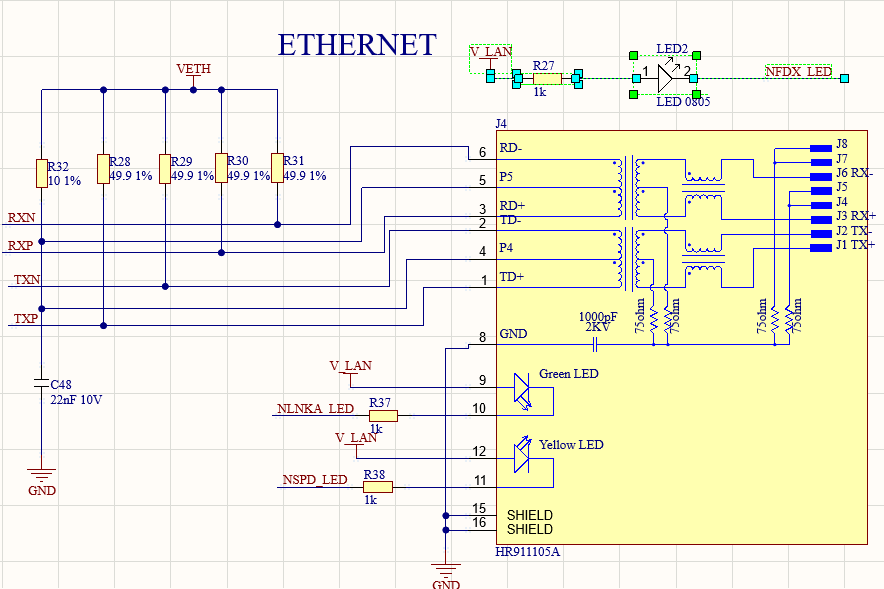 ETHERNET
V_LAN
R27
1k
LED2
1
2
LED 0805
NFDX_LED
VETH
R32
10 1%
R28
49.9 1%
R29
49.9 1%
R30
49.9 1%
R31
49.9 1%
RXN
RXP
TXN
TXP
C48
22nF 10V
GND
J4
6 RD-
5 P5
3 RD+
2 TD-
4 P4
1 TD+
8 GND
J8
J7
J6 RX-
J5
J4
J3 RX+
J2 TX-
J1 TX+
1000pF
2KV
75ohm
75ohm
75ohm
75ohm
V_LAN
9
Green LED
NLNKA_LED
R37
1k
10
V_LAN
12
Yellow LED
NSPD_LED
R38
1k
11
15 SHIELD
16 SHIELD
HR911105A
GND